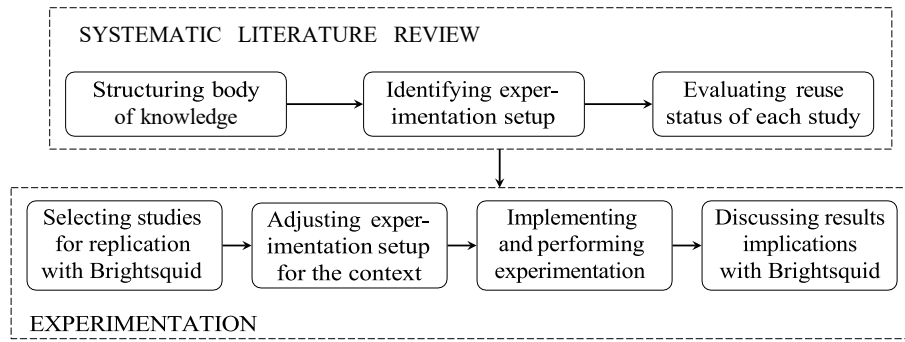 SYSTEMATIC LITERATURE REVIEW
Structuring body
of knowledge
Identifying exper-
imentation setup
Evaluating reuse
status of each study
Selecting studies
for replication
with Brightsquid
Adjusting exper-
imentation setup
for the context
Implementing
and performing
experimentation
Discussing results
implications
with Brightsquid
EXPERIMENTATION